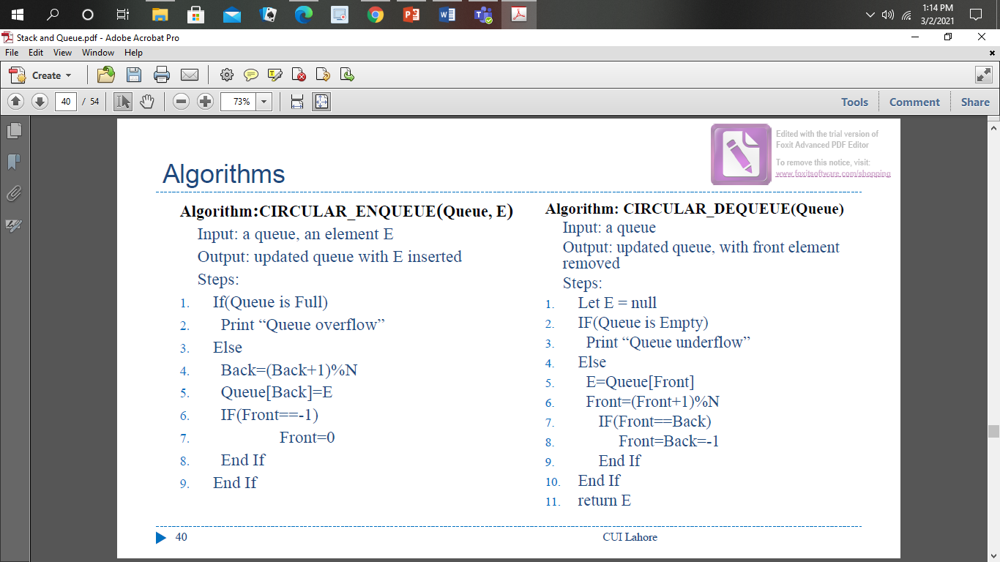 1:14 PM
3/2/2021
Stack and Queue.pdf - Adobe Acrobat Pro
File Edit View Window Help
Create
40 / 54
73%
Tools Comment Share
Edited with the trial version of
Foxit Advanced PDF Editor
To remove this notice, visit:
www.foxitsoftware.com/shopping
Algorithms
Algorithm:CIRCULAR_ENQUEUE(Queue, E)
Input: a queue, an element E
Output: updated queue with E inserted
Steps:
1. If(Queue is Full)
2. Print “Queue overflow”
3. Else
4. Back=(Back+1)%N
5. Queue[Back]=E
6. IF(Front==-1)
7. Front=0
8. End If
9. End If
Algorithm: CIRCULAR_DEQUEUE(Queue)
Input: a queue
Output: updated queue, with front element
removed
Steps:
1. Let E = null
2. IF(Queue is Empty)
3. Print “Queue underflow”
4. Else
5. E=Queue[Front]
6. Front=(Front+1)%N
7. IF(Front==Back)
8. Front=Back=-1
9. End If
10. End If
11. return E
40
CUI Lahore